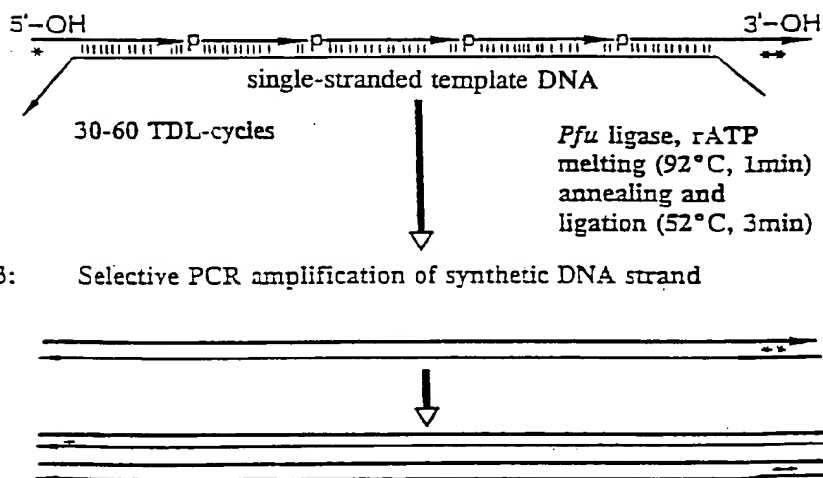 5'-OH 3'-OH
P P P P
* **
single-stranded template DNA
30-60 TDL-cycles
Pfu ligase, rATP
melting (92°C, 1min)
annealing and
ligation (52°C, 3min)
3: Selective PCR amplification of synthetic DNA strand
**